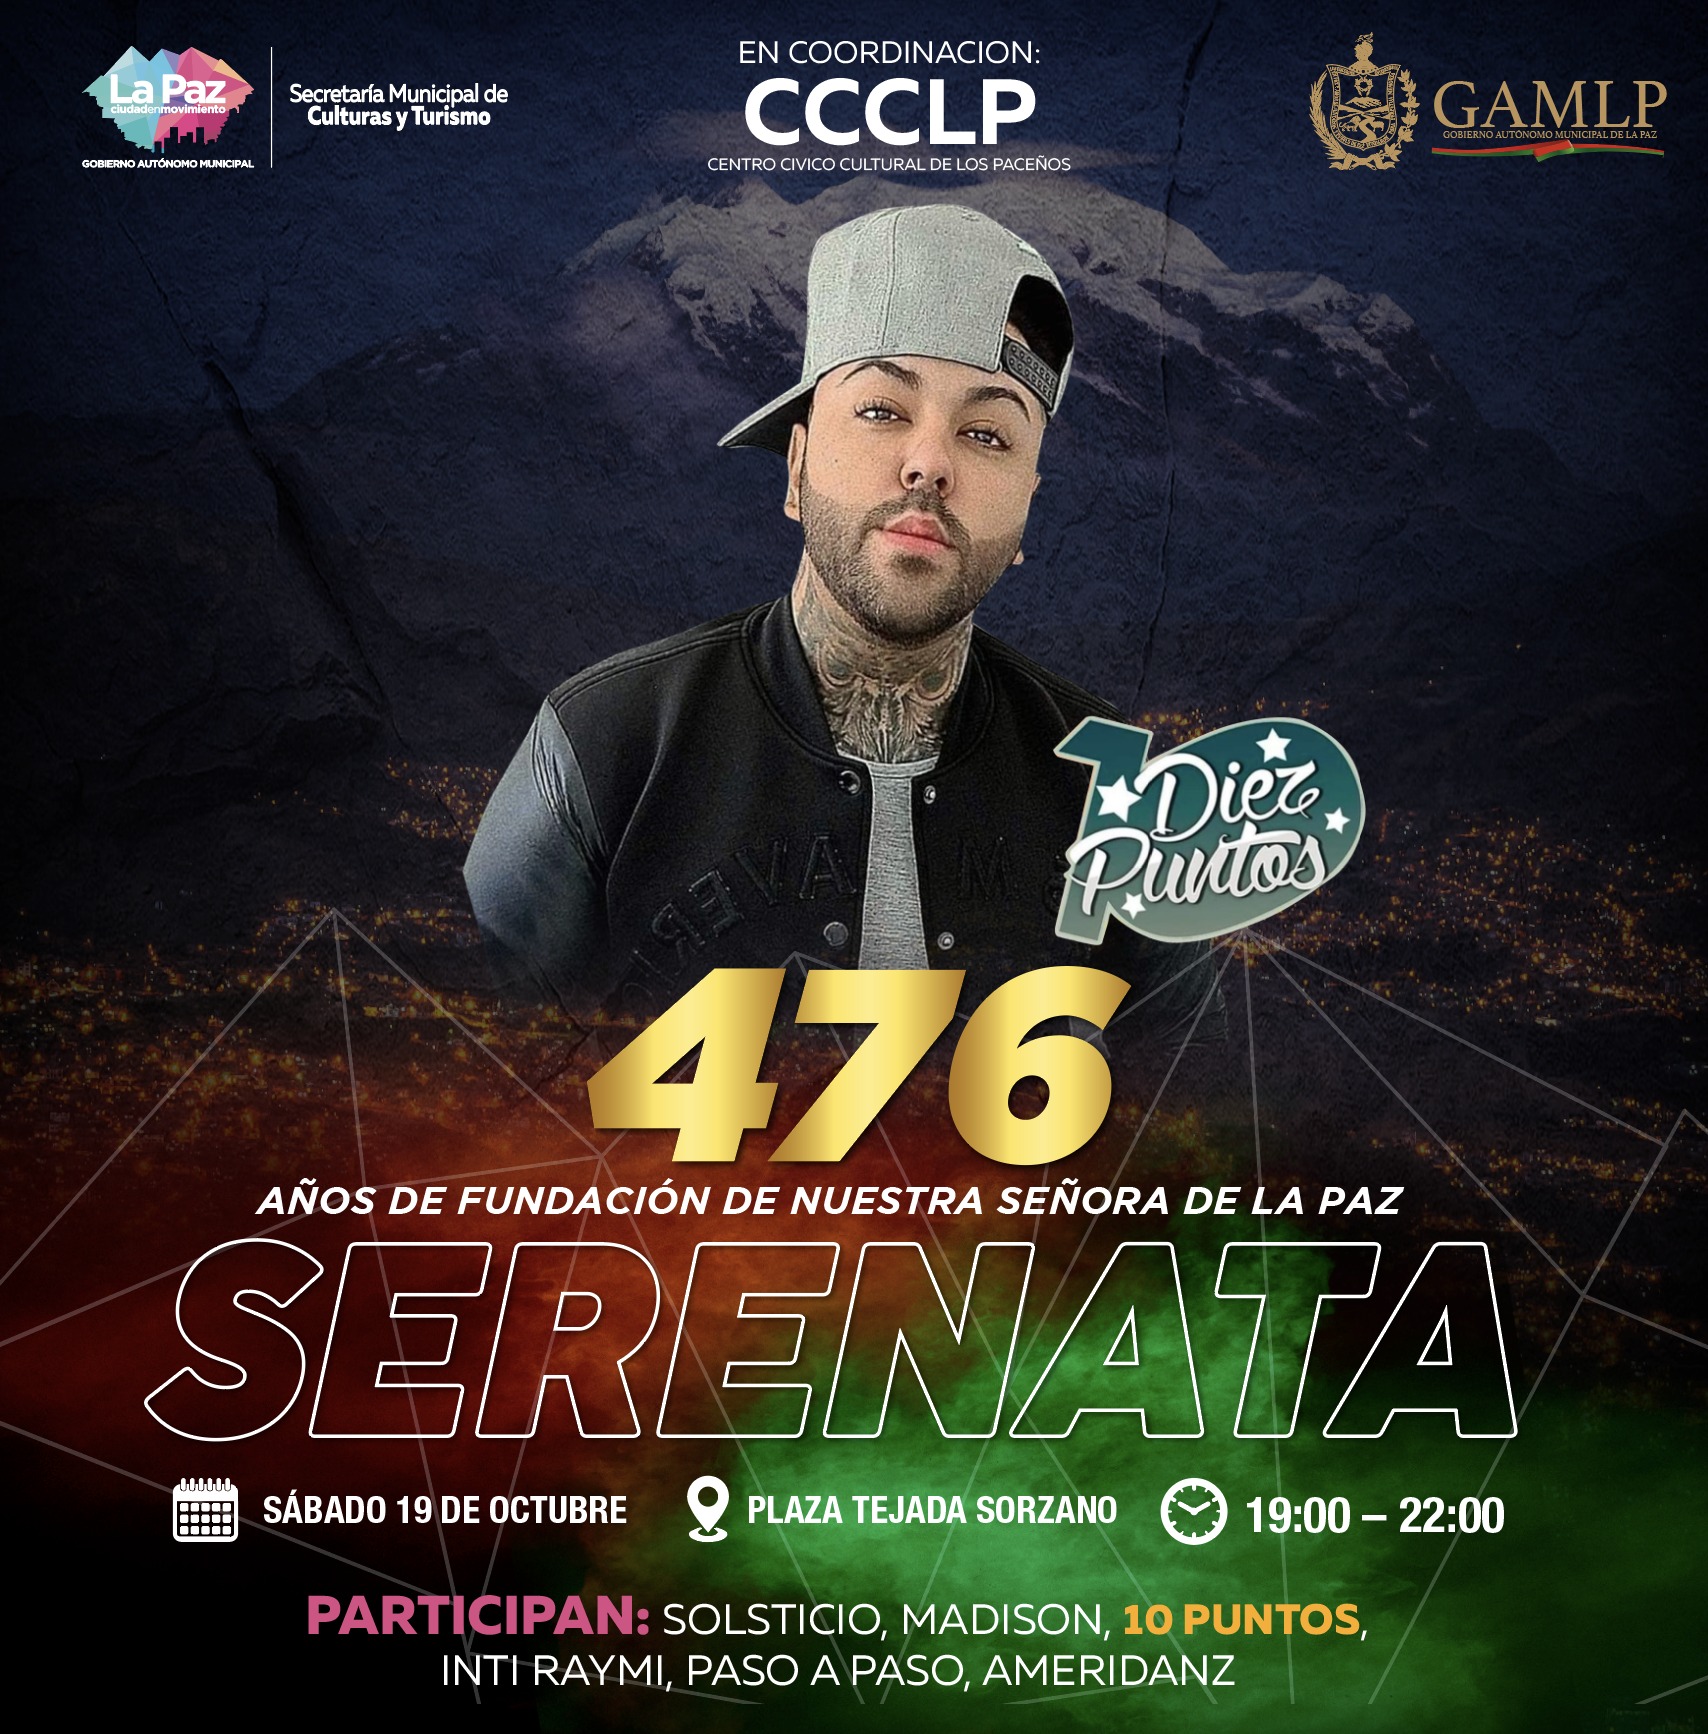 La Paz
ciudadenmovimiento
GOBIERNO AUTÓNOMO MUNICIPAL
Secretaría Municipal de
Culturas y Turismo
EN COORDINACION:
CCCLP
CENTRO CIVICO CULTURAL DE LOS PACEÑOS
GAMLP
GOBIERNO AUTÓNOMO MUNICIPAL DE LA PAZ
10
Diez
Puntos
476
AÑOS DE FUNDACIÓN DE NUESTRA SEÑORA DE LA PAZ
SERENATA
SÁBADO 19 DE OCTUBRE
PLAZA TEJADA SORZANO
19:00 – 22:00
PARTICIPAN: SOLSTICIO, MADISON, 10 PUNTOS,
INTI RAYMI, PASO A PASO, AMERIDANZ